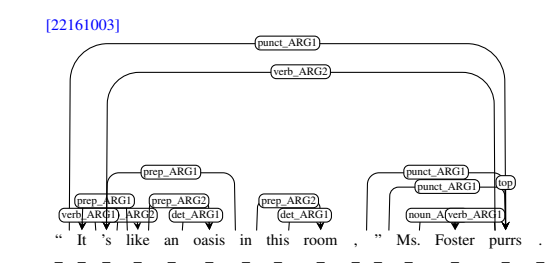 [22161003]
punct_ARG1
verb_ARG2
prep_ARG1 punct_ARG1
top
punct_ARG1
prep_ARG1 prep_ARG2 prep_ARG2
verb_ARG1 _ARG2 det_ARG1 det_ARG1 noun_A verb_ARG1
“ It 's like an oasis in this room , ” Ms. Foster purrs .